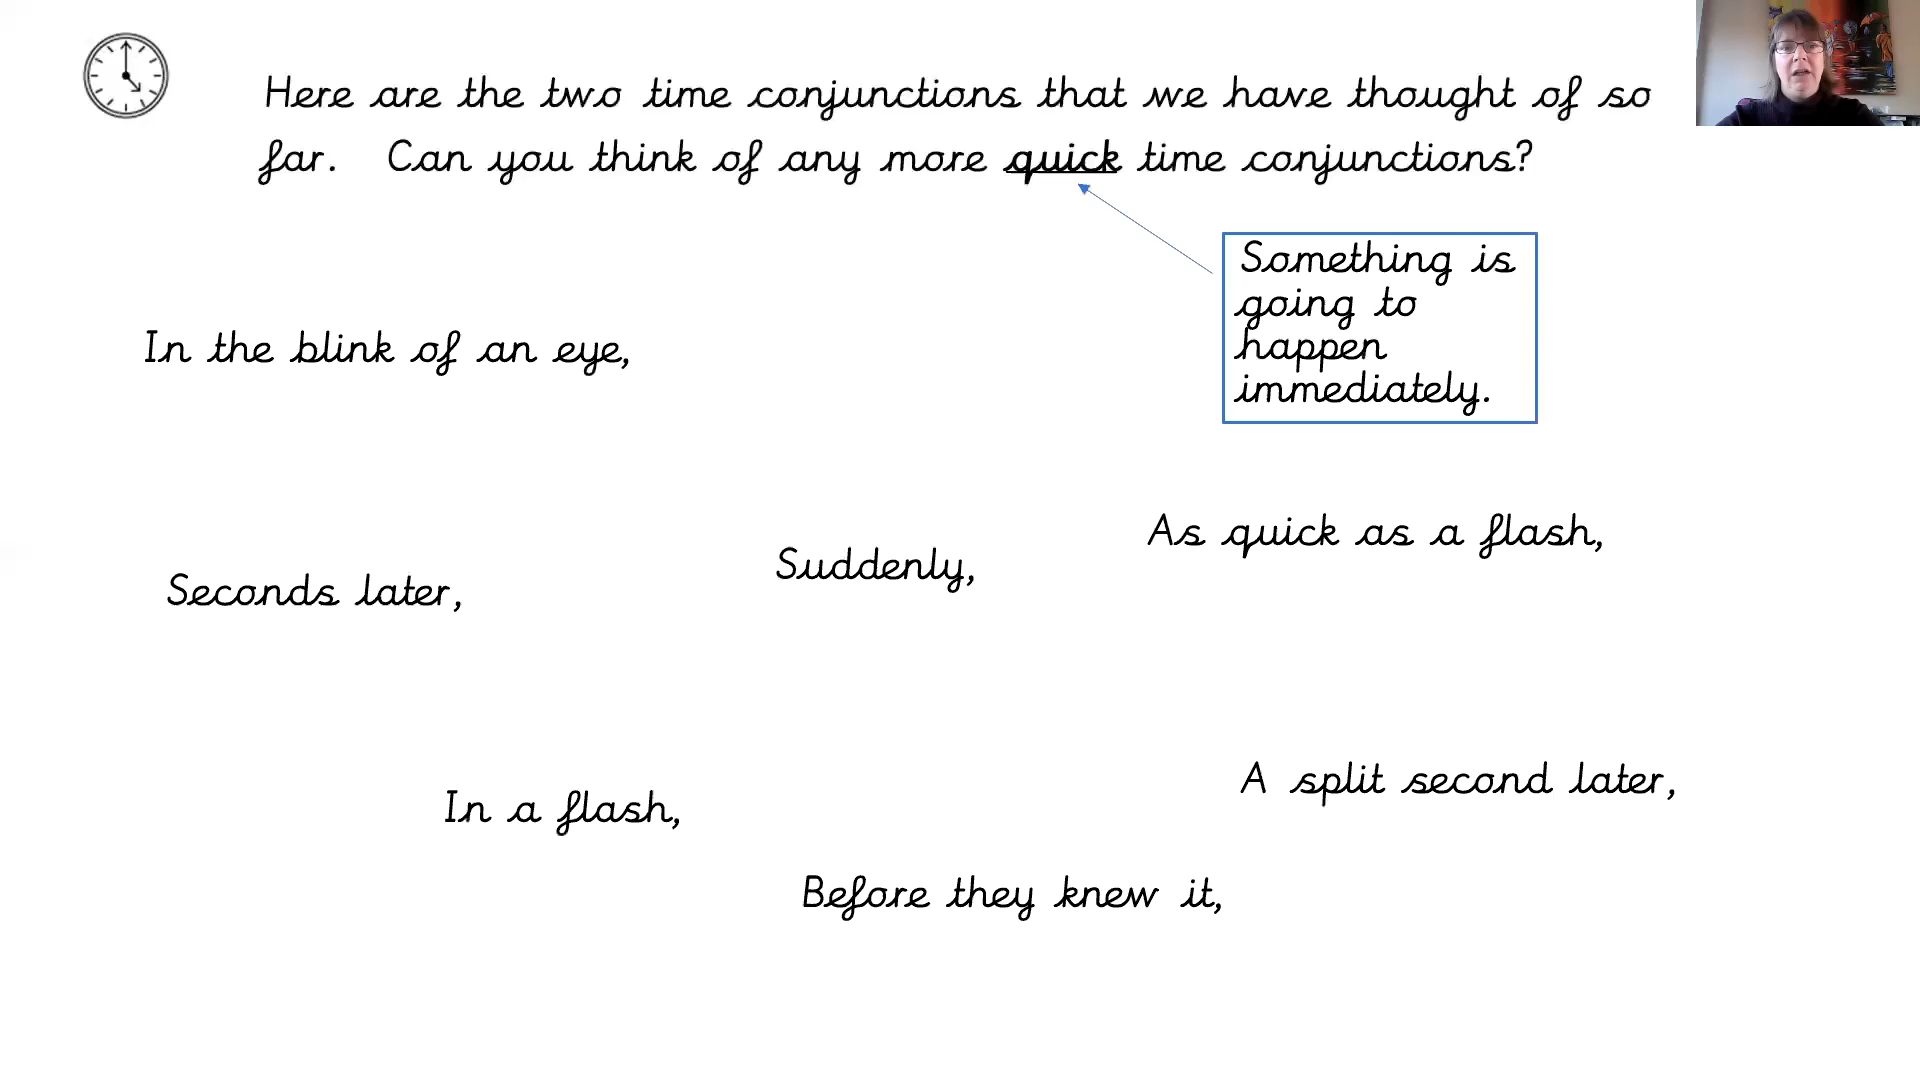 Here are the two time conjunctions that we have thought of so
far. Can you think of any more quick time conjunctions?
Something is
going to
happen
immediately.
In the blink of an eye,
As quick as a flash,
Suddenly,
Seconds later,
A split second later,
In a flash,
Before they knew it,